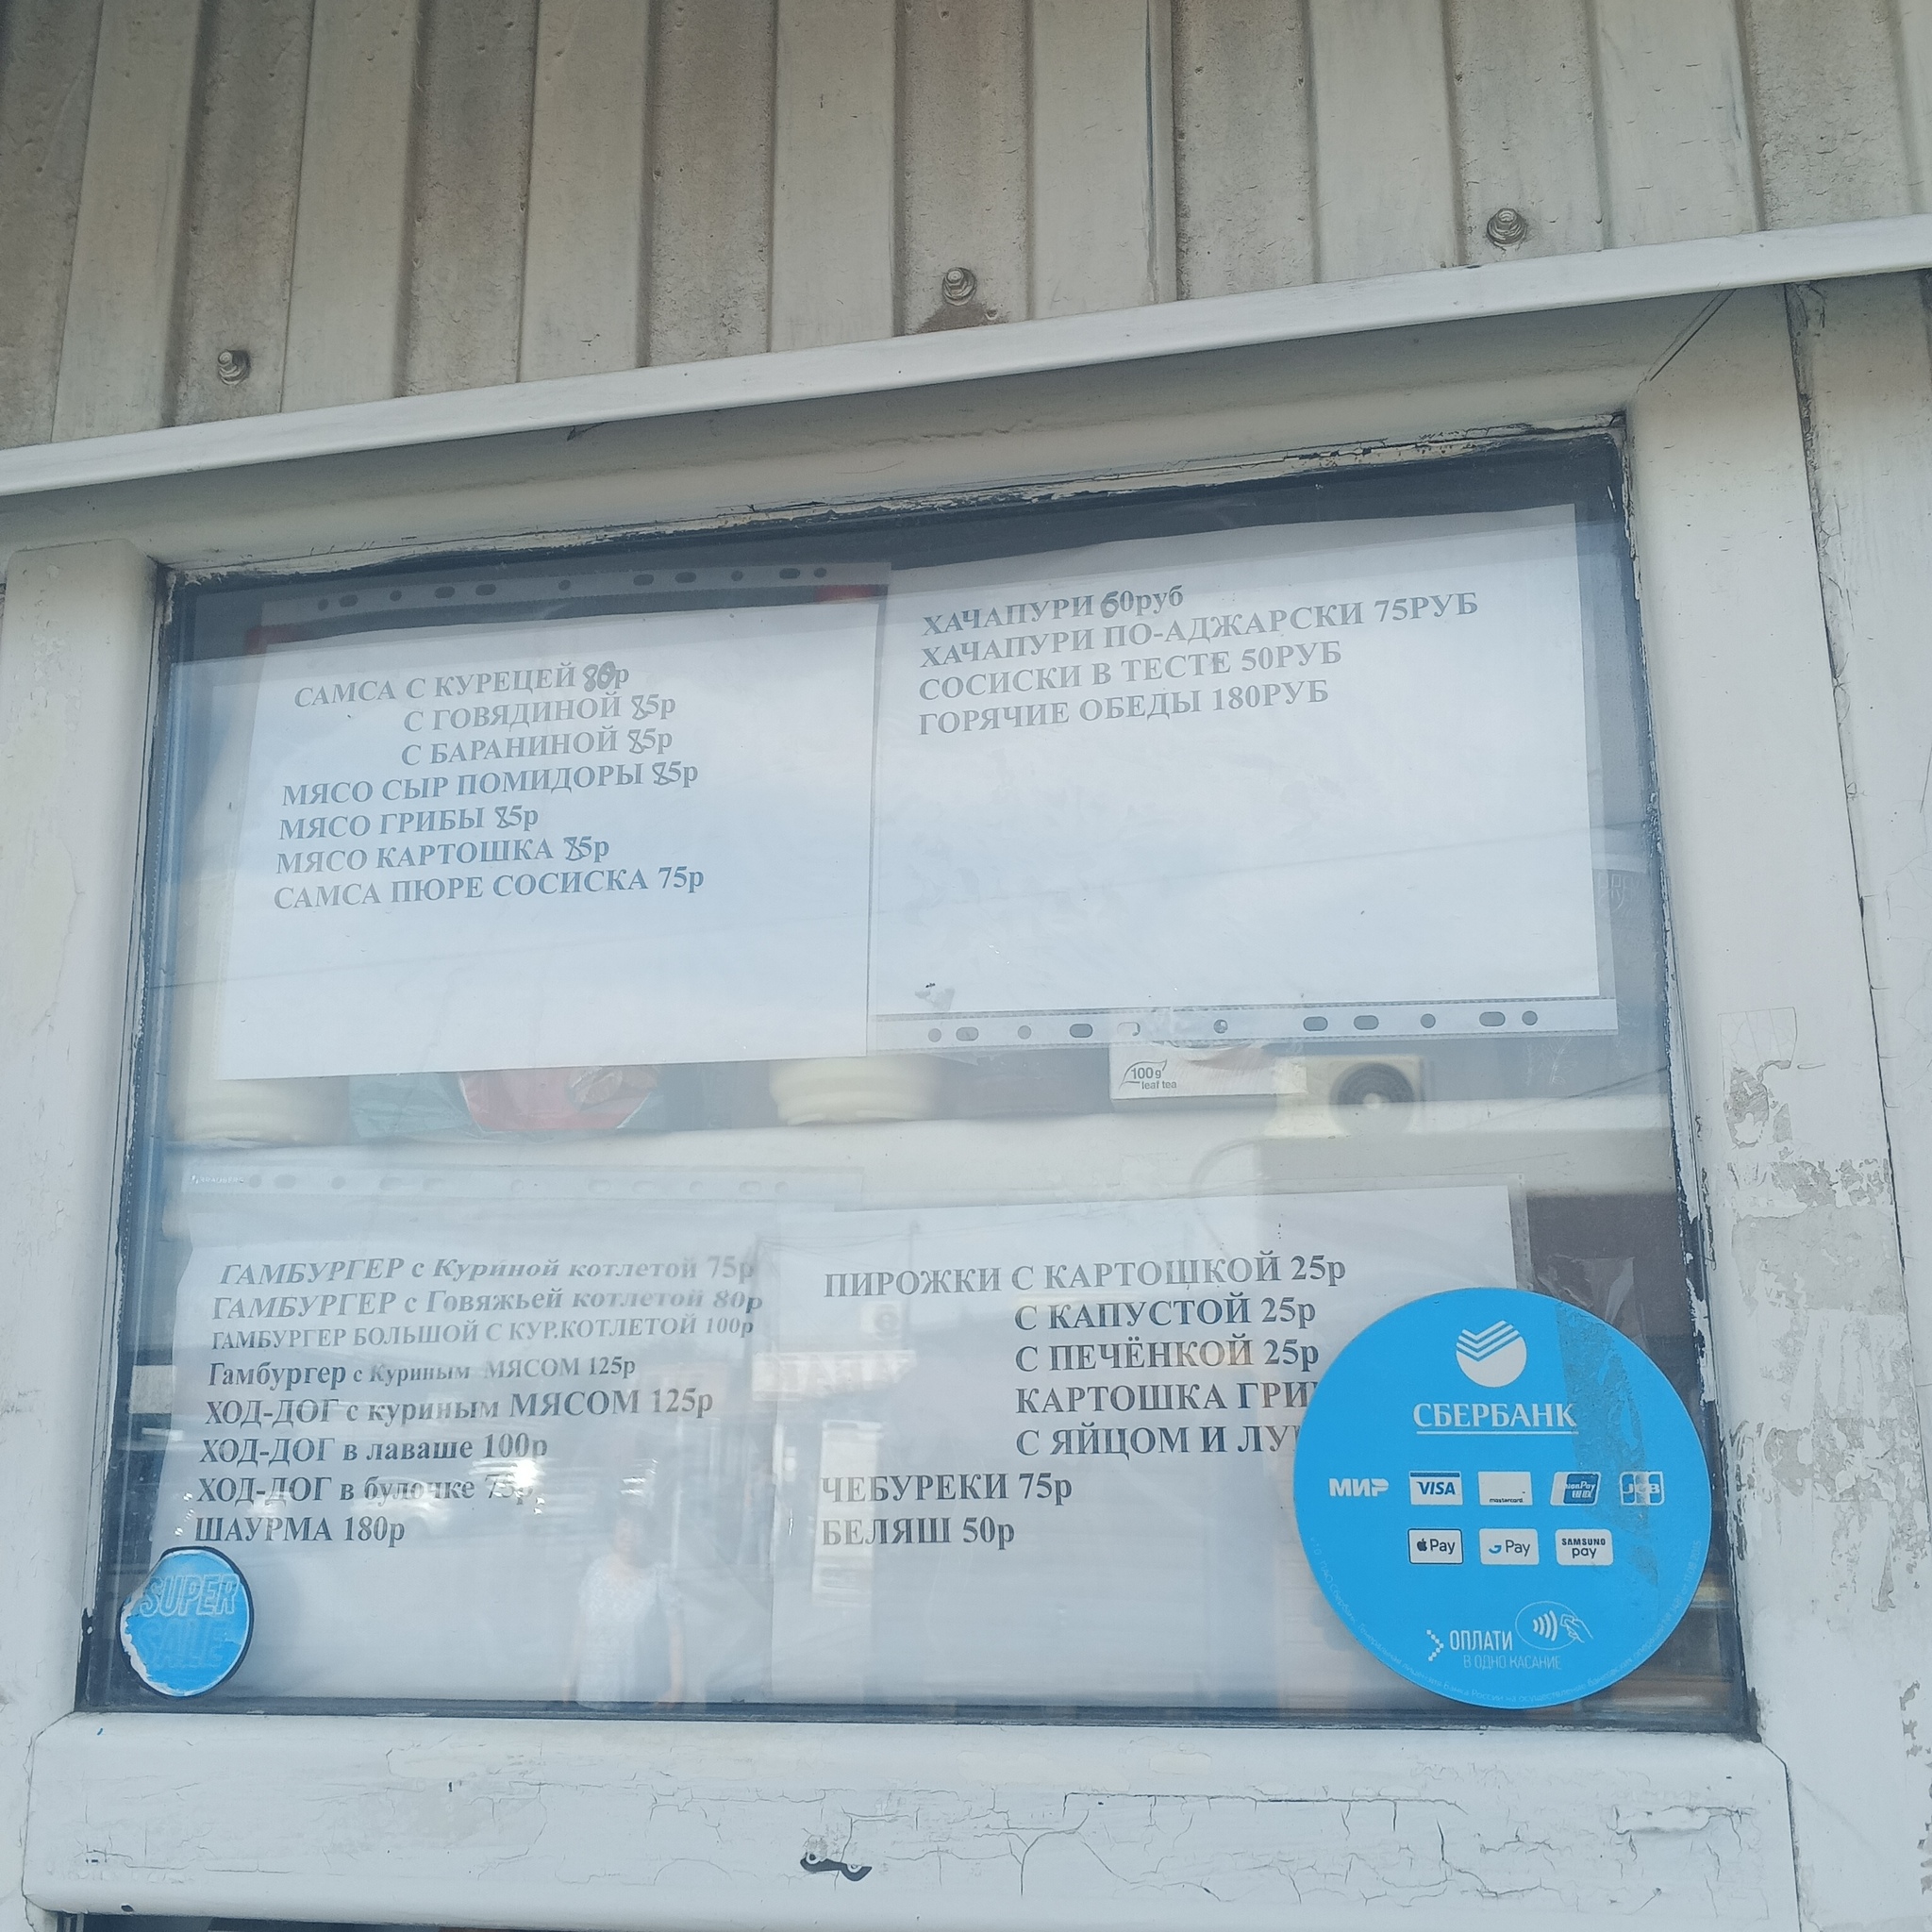 САМСА С КУРЕЦЕЙ 80р
С ГОВЯДИНОЙ 85р
С БАРАНИНОЙ 85р
МЯСО СЫР ПОМИДОРЫ 85р
МЯСО ГРИБЫ 85р
МЯСО КАРТОШКА 85р
САМСА ПЮРЕ СОСИСКА 75р
ХАЧАПУРИ 60руб
ХАЧАПУРИ ПО-АДЖАРСКИ 75РУБ
СОСИСКИ В ТЕСТЕ 50РУБ
ГОРЯЧИЕ ОБЕДЫ 180РУБ
100g
leaf tea
ГАМБУРГЕР с Куриной котлетой 75р
ГАМБУРГЕР с Говяжьей котлетой 80р
ГАМБУРГЕР БОЛЬШОЙ С КУР.КОТЛЕТОЙ 100р
Гамбургер с Куриным МЯСОМ 125р
ХОД-ДОГ с куриным МЯСОМ 125р
ХОД-ДОГ в лаваше 100р
ХОД-ДОГ в булочке 75р
ШАУРМА 180р
SUPER
SALE
ПИРОЖКИ С КАРТОШКОЙ 25р
С КАПУСТОЙ 25р
С ПЕЧЁНКОЙ 25р
КАРТОШКА
С ЯЙЦОМ И
ЧЕБУРЕКИ 75р
БЕЛЯШ 50р
СБЕРБАНК
МИР VISA mastercard UnionPay JCB
Pay G Pay SAMSUNG pay
ОПЛАТИ
В ОДНО КАСАНИЕ